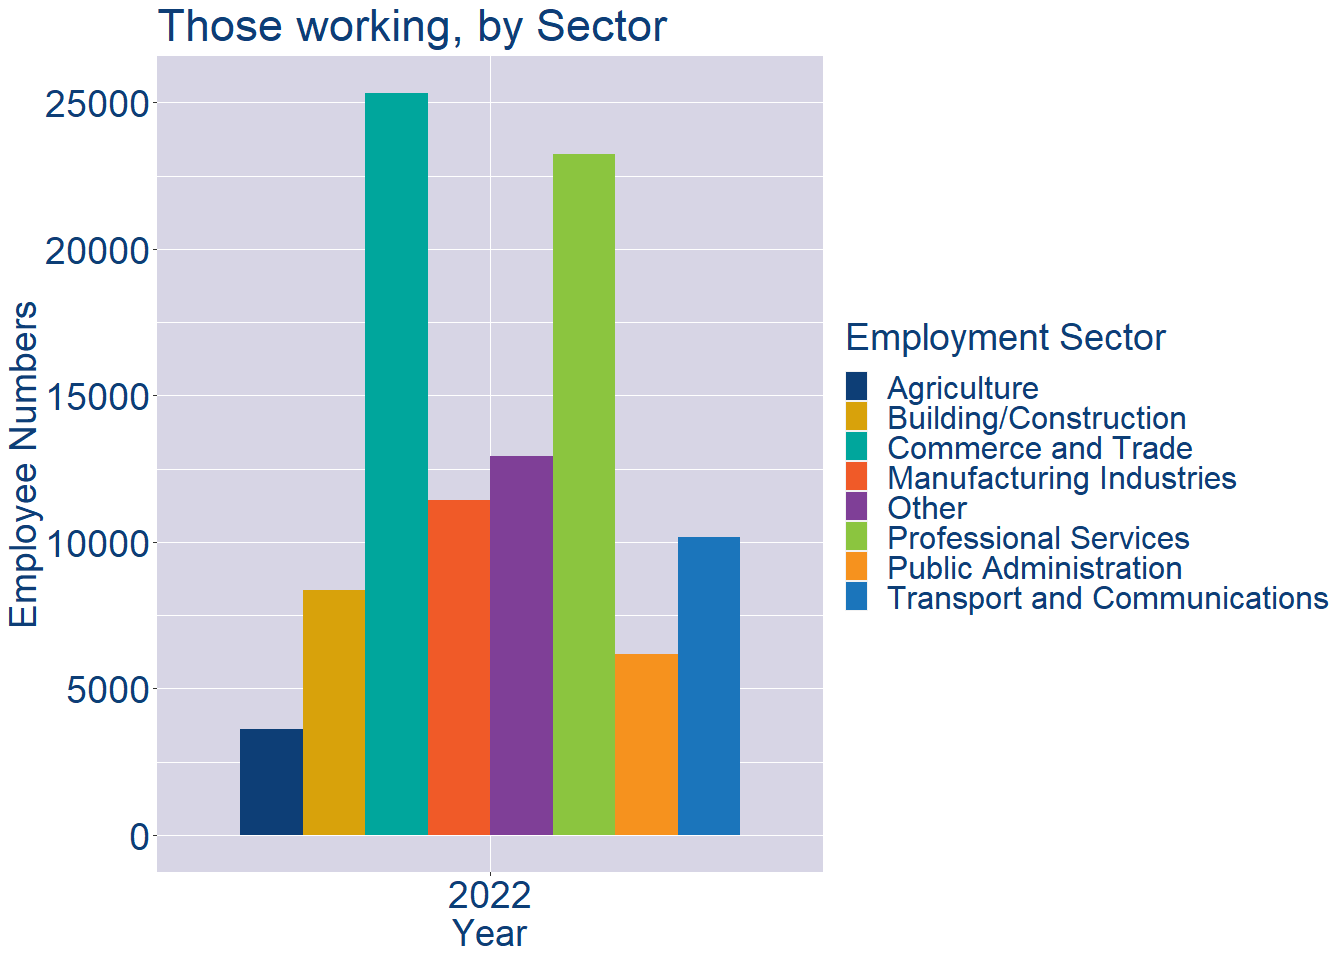 Those working, by Sector
Employee Numbers
25000
20000
15000
10000
5000
0
2022
Year
Employment Sector
Agriculture
Building/Construction
Commerce and Trade
Manufacturing Industries
Other
Professional Services
Public Administration
Transport and Communications